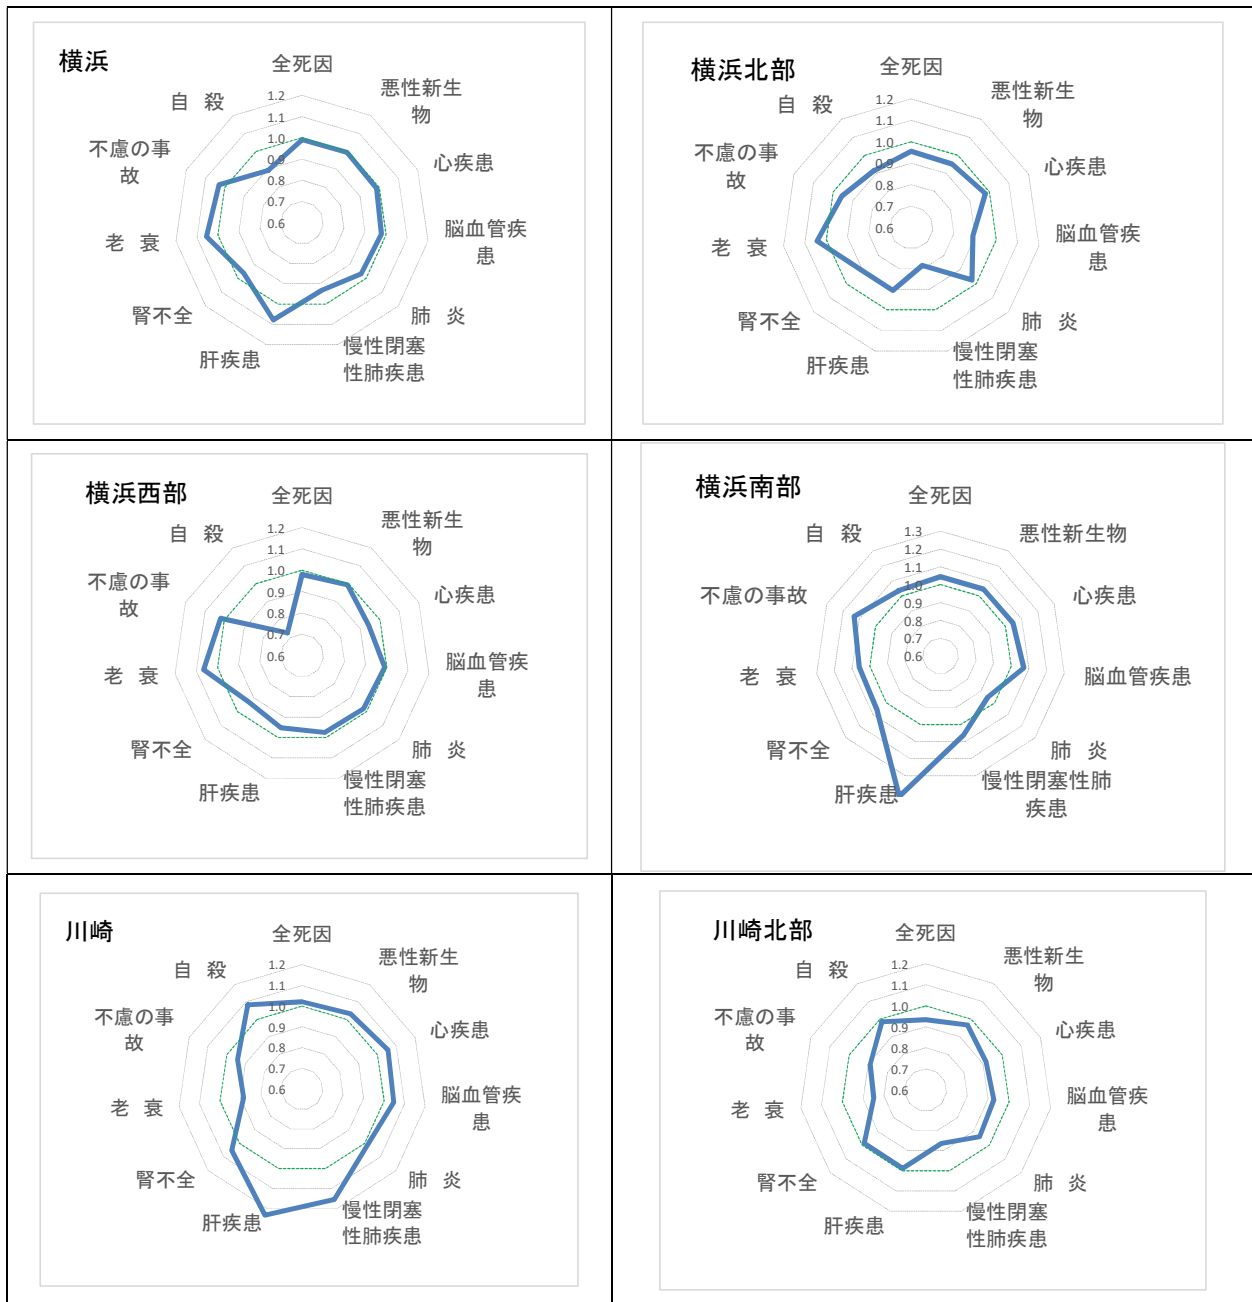 横浜
全死因
悪性新生
物
心疾患
脳血管疾
患
肺 炎
慢性閉塞
性肺疾患
肝疾患
腎不全
老 衰
不慮の事
故
自 殺
1.2
1.1
1.0
0.9
0.8
0.7
0.6
横浜北部
全死因
悪性新生
物
心疾患
脳血管疾
患
肺 炎
慢性閉塞
性肺疾患
肝疾患
腎不全
老 衰
不慮の事
故
自 殺
1.2
1.1
1.0
0.9
0.8
0.7
0.6
横浜西部
全死因
悪性新生
物
心疾患
脳血管疾
患
肺 炎
慢性閉塞
性肺疾患
肝疾患
腎不全
老 衰
不慮の事
故
自 殺
1.2
1.1
1.0
0.9
0.8
0.7
0.6
横浜南部
全死因
悪性新生物
心疾患
脳血管疾患
肺 炎
慢性閉塞性肺
疾患
肝疾患
腎不全
老 衰
不慮の事故
自 殺
1.3
1.2
1.1
1.0
0.9
0.8
0.7
0.6
川崎
全死因
悪性新生
物
心疾患
脳血管疾
患
肺 炎
慢性閉塞
性肺疾患
肝疾患
腎不全
老 衰
不慮の事
故
自 殺
1.2
1.1
1.0
0.9
0.8
0.7
0.6
川崎北部
全死因
悪性新生
物
心疾患
脳血管疾
患
肺 炎
慢性閉塞
性肺疾患
肝疾患
腎不全
老 衰
不慮の事
故
自 殺
1.2
1.1
1.0
0.9
0.8
0.7
0.6